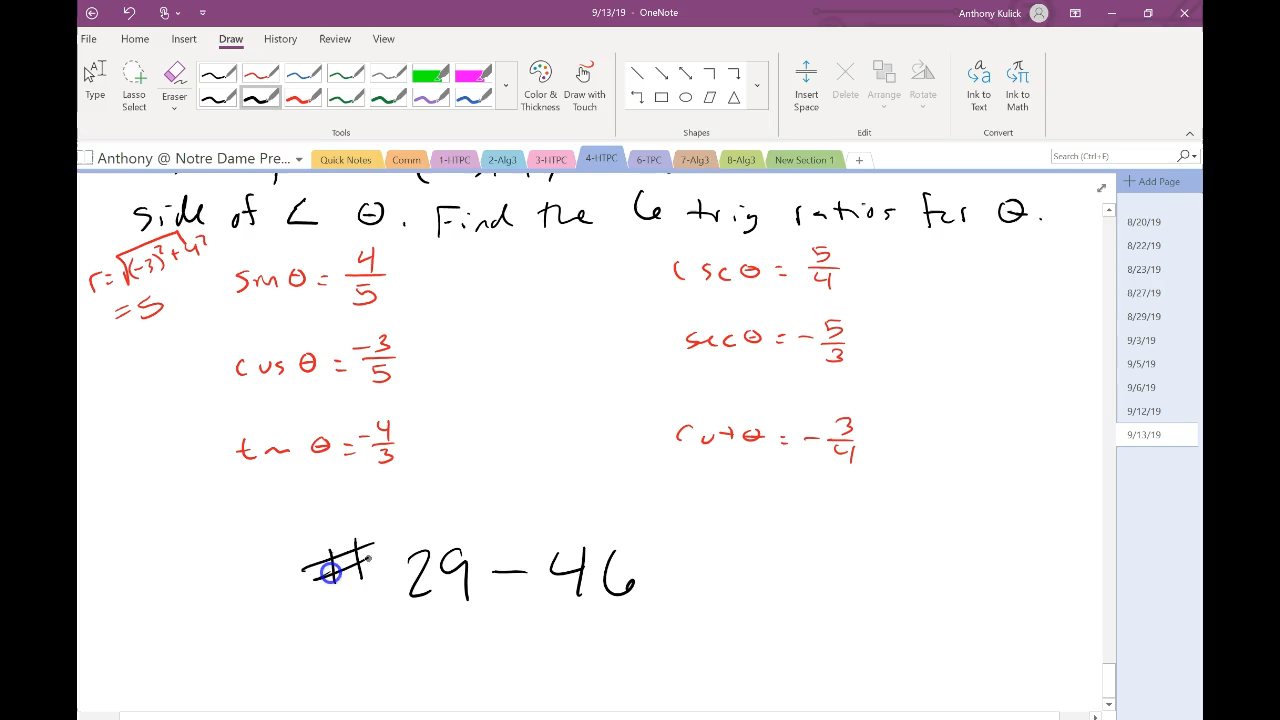 9/13/19 - OneNote
Anthony Kulick
File Home Insert Draw History Review View
Type
Lasso Select
Eraser
Color & Thickness
Draw with Touch
Insert Space
Delete
Arrange
Rotate
Ink to Text
Ink to Math
Tools
Shapes
Edit
Convert
Anthony @ Notre Dame Pre... Quick Notes Comm 1-HTPC 2-Alg3 3-HTPC 4-HTPC 6-TPC 7-Alg3 8-Alg3 New Section 1 +
Search (Ctrl+F)
+ Add Page
8/20/19
8/22/19
8/23/19
8/27/19
8/29/19
9/3/19
9/5/19
9/6/19
9/12/19
9/13/19
side of ∠ θ. Find the 6 trig ratios for θ.
r = √(-3)² + 4²
= 5
sin θ = 4/5
csc θ = 5/4
cos θ = -3/5
sec θ = - 5/3
tan θ = -4/3
cot θ = - 3/4
# 29 - 46